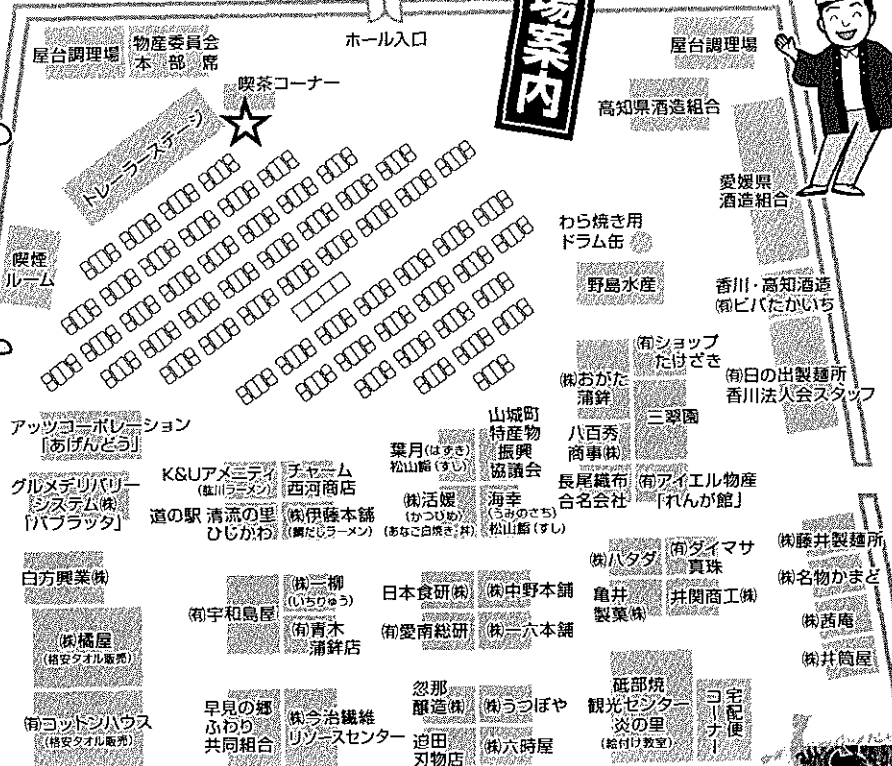 場案内
ホール入口
屋台調理場
物産委員会
本部席
喫茶コーナー
トレーラーステージ
喫煙
ルーム
屋台調理場
高知県酒造組合
愛媛県
酒造組合
わら焼き用
ドラム缶
野島水産
香川・高知酒造
㈲ビバたかいち
㈲ショップ
たけざき
㈱おがた
蒲鉾
㈲日の出製麺所
香川法人会スタッフ
三翠園
八百秀
商事㈱
長尾織布
合名会社
㈲アイエル物産
「れんが館」
アッツコーポレーション
「あげんどう」
グルメデリバリー
システム㈱
「パブラッタ」
K&Uアメニティ
(肱川ラーメン)
チャーム
西河商店
道の駅 清流の里
ひじかわ
㈱伊藤本舗
(鯛だしラーメン)
葉月(はずき)
松山鮨(すし)
山城町
特産物
振興
協議会
㈱活媛
(かつひめ)
(あなご白焼き・丼)
海幸
(うみのさち)
松山鮨(すし)
白方興業㈱
㈲宇和島屋
㈱一柳
(いちりゅう)
㈲青木
蒲鉾店
日本食研㈱
㈱中野本舗
㈲愛南総研
㈱一六本舗
㈱ハタダ
㈲ダイマサ
真珠
亀井
製菓㈱
井関商工㈱
㈱藤井製麺所
㈱名物かまど
㈱茜庵
㈱井筒屋
㈱橘屋
(格安タオル販売)
㈲コットンハウス
(格安タオル販売)
早見の郷
ふわり
共同組合
㈱今治繊維
リソースセンター
忽那
醸造㈱
㈱うつぼや
迫田
刃物店
㈱六時屋
砥部焼
観光センター
炎の里
(絵付け教室)
宅配便
コーナー